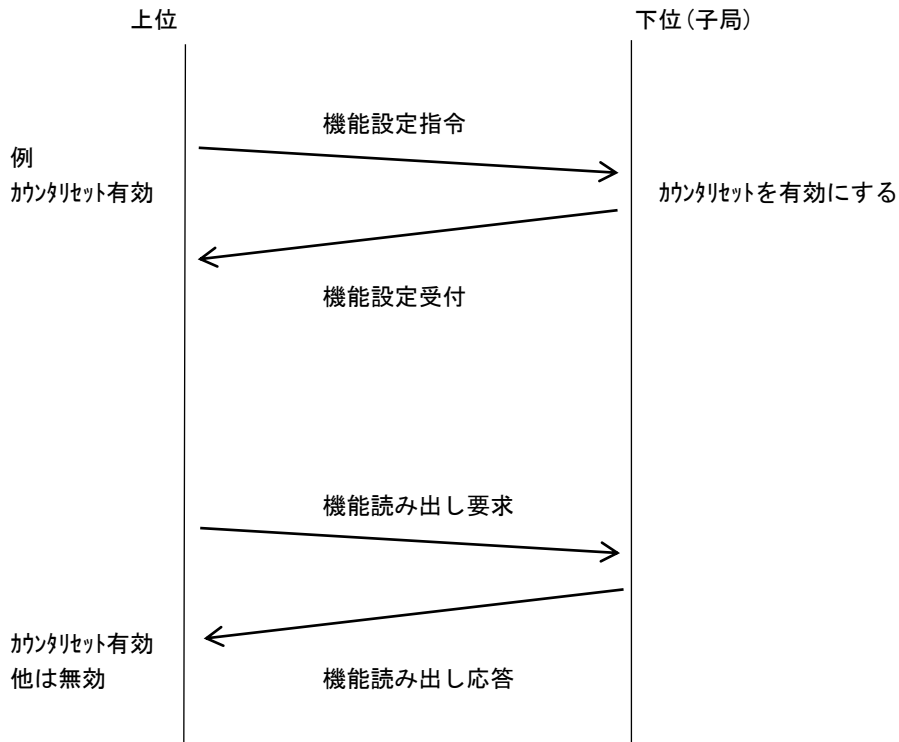 上位
下位(子局)
機能設定指令
例
ｶｳﾝﾀﾘｾｯﾄ有効
ｶｳﾝﾀﾘｾｯﾄを有効にする
機能設定受付
機能読み出し要求
ｶｳﾝﾀﾘｾｯﾄ有効
他は無効
機能読み出し応答